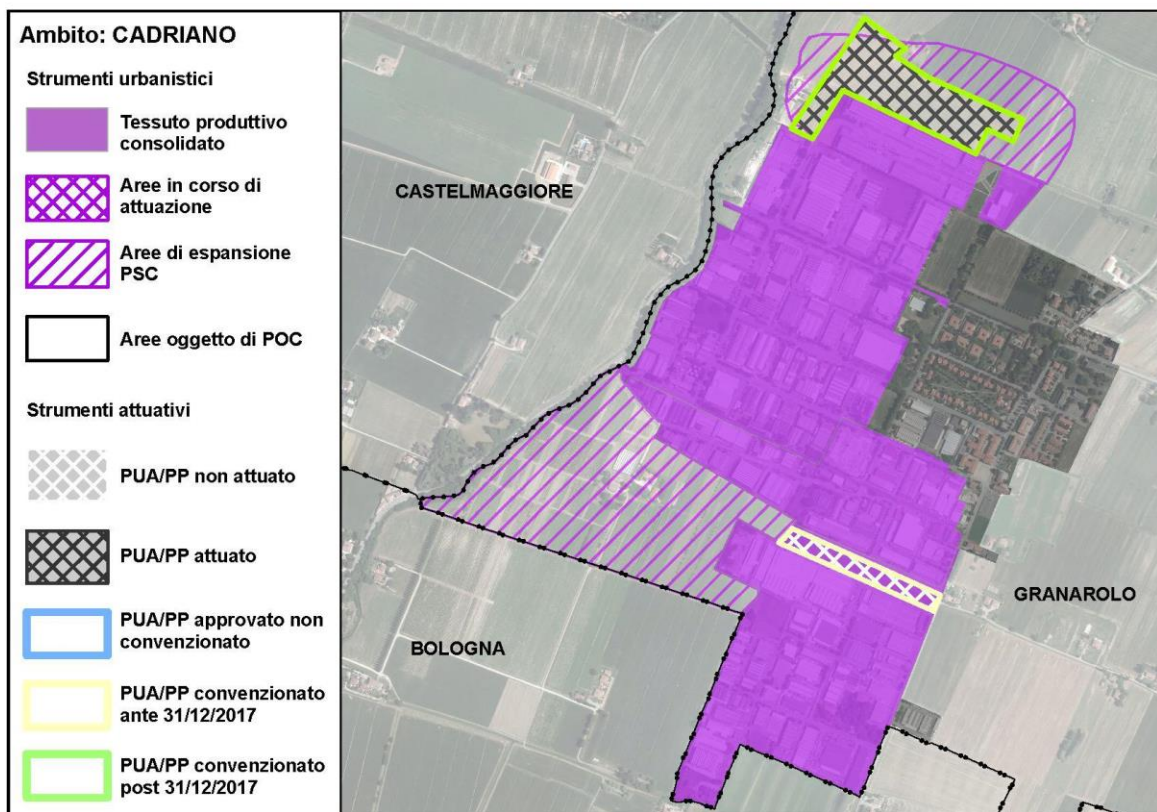 Ambito: CADRIANO
Strumenti urbanistici
Tessuto produttivo
consolidato
Aree in corso di
attuazione
Aree di espansione
PSC
Aree oggetto di POC
Strumenti attuativi
PUA/PP non attuato
PUA/PP attuato
PUA/PP approvato non
convenzionato
PUA/PP convenzionato
ante 31/12/2017
PUA/PP convenzionato
post 31/12/2017
CASTELMAGGIORE
GRANAROLO
BOLOGNA